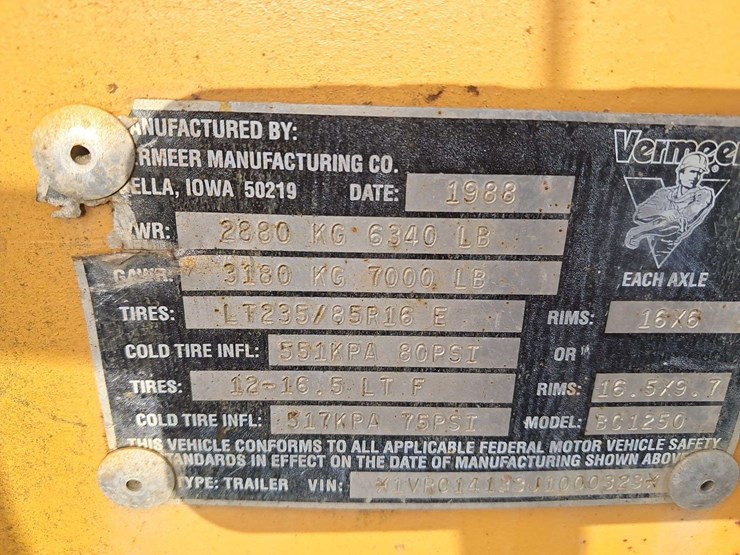 ANUFACTURED BY:
Vermeer
RMEER MANUFACTURING CO.
ELLA, IOWA 50219 DATE: 1988
WR: 2880 KG 6340 LB
GAWR: 3180 KG 7000 LB EACH AXLE
TIRES: LT235/85R16 E RIMS: 16X6
COLD TIRE INFL: 551KPA 80PSI OR
TIRES: 12-16.5 LT F RIMS: 16.5X9.7
COLD TIRE INFL: 517KPA 75PSI MODEL: BC1250
THIS VEHICLE CONFORMS TO ALL APPLICABLE FEDERAL MOTOR VEHICLE SAFETY
TANDARDS IN EFFECT ON THE DATE OF MANUFACTURING SHOWN ABOVE
TYPE: TRAILER VIN: